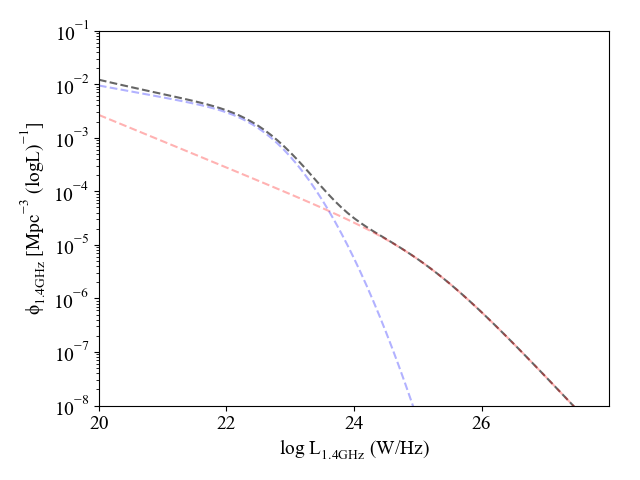 10⁻¹
10⁻²
10⁻³
10⁻⁴
10⁻⁵
10⁻⁶
10⁻⁷
10⁻⁸
ϕ₁.₄GHz [Mpc⁻³ (logL)⁻¹]
20 22 24 26
log L₁.₄GHz (W/Hz)